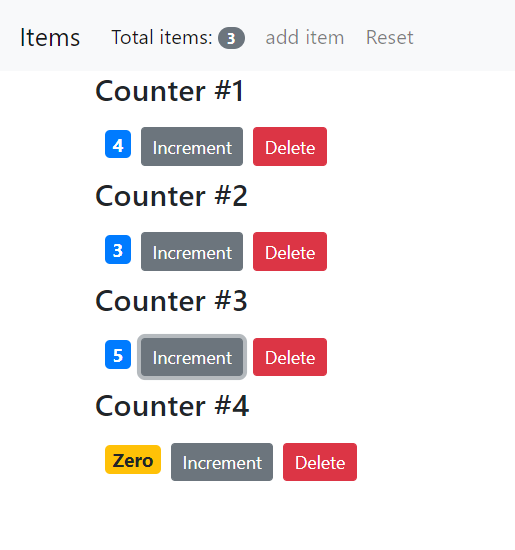 Items Total items: 3 add item Reset
Counter #1
4 Increment Delete
Counter #2
3 Increment Delete
Counter #3
5 Increment Delete
Counter #4
Zero Increment Delete